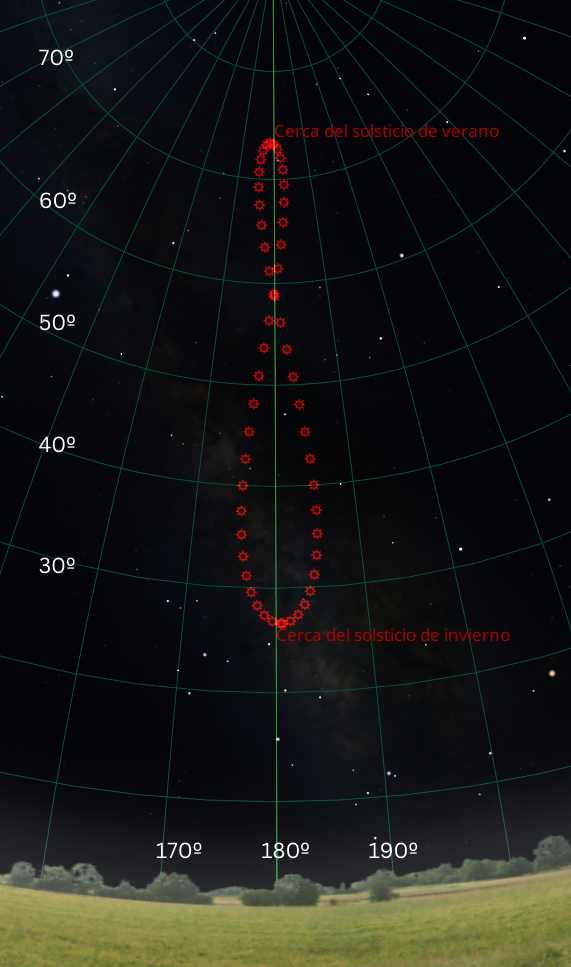 70º
Cerca del solsticio de verano
60º
50º
40º
30º
Cerca del solsticio de invierno
170º 180º 190º